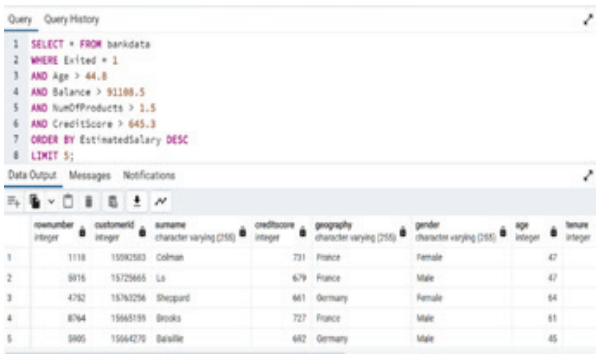 Query Query History
1 SELECT * FROM bankdata
2 WHERE Exited = 1
3 AND Age > 44.8
4 AND Balance > 91108.5
5 AND NumOfProducts > 1.5
6 AND CreditScore > 645.3
7 ORDER BY EstimatedSalary DESC
8 LIMIT 5;
Data Output Messages Notifications
rownumber customerid surname creditscore geography gender age tenure
integer integer character varying (255) integer character varying (255) character varying (255) integer integer
1 1118 15592583 Colman 731 France Female 47
2 5916 15725665 Lo 679 France Male 47
3 4752 15763256 Sheppard 661 Germany Female 64
4 8764 Brooks 727 France Male 61
5 5905 15664270 Baisillie 692 Germany Male 45